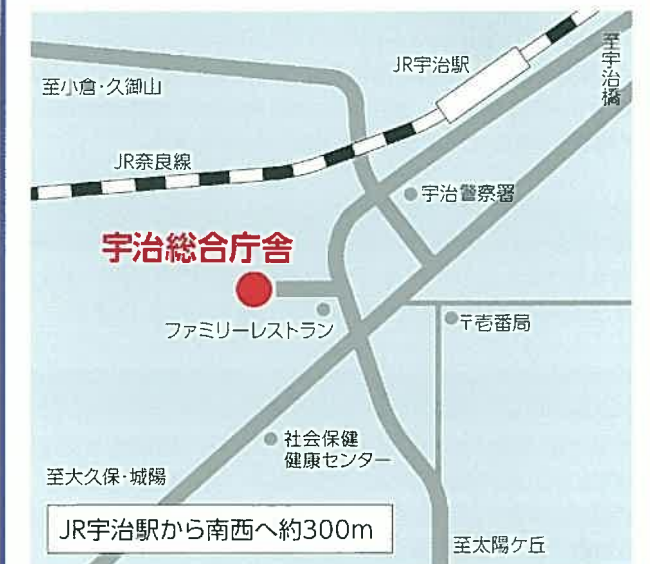 至宇治橋
JR宇治駅
至小倉・久御山
JR奈良線
宇治警察署
宇治総合庁舎
ファミリーレストラン
〒壱番局
社会保健
健康センター
至大久保・城陽
JR宇治駅から南西へ約300m
至太陽ケ丘